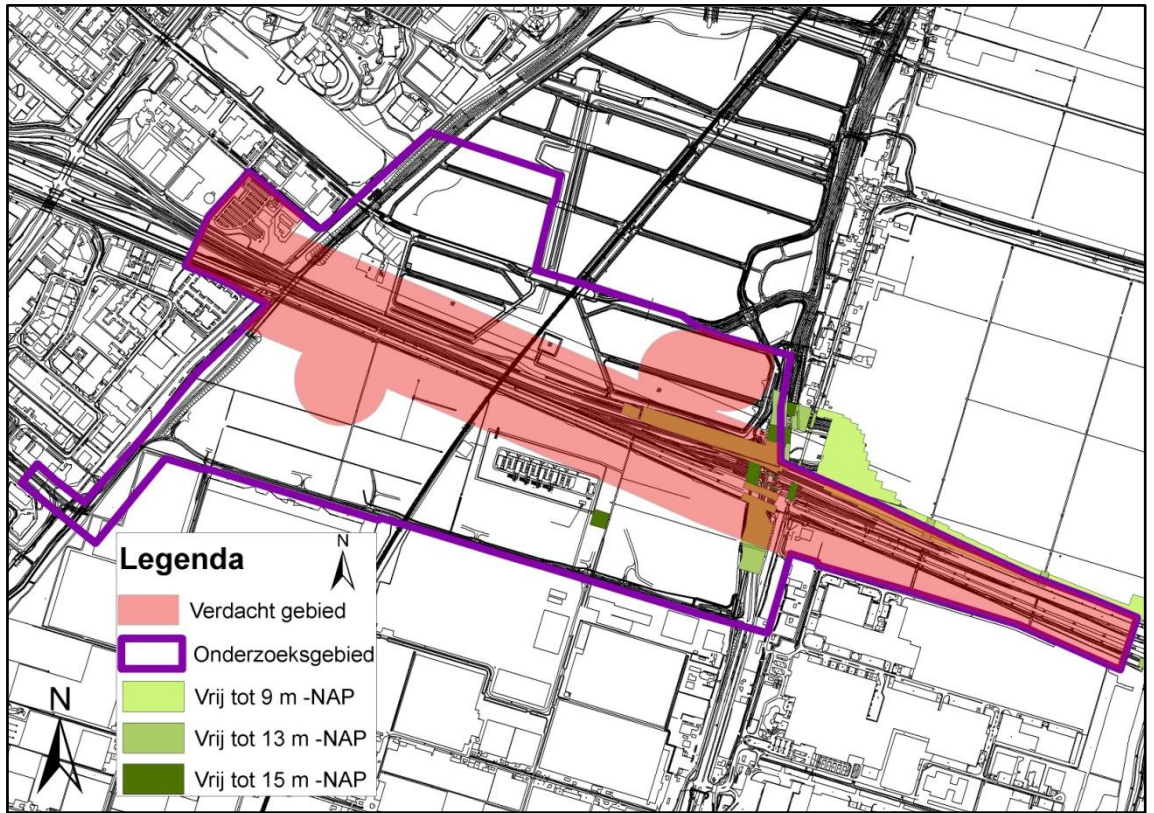 Legenda
N
Verdacht gebied
Onderzoeksgebied
Vrij tot 9 m -NAP
Vrij tot 13 m -NAP
Vrij tot 15 m -NAP
N